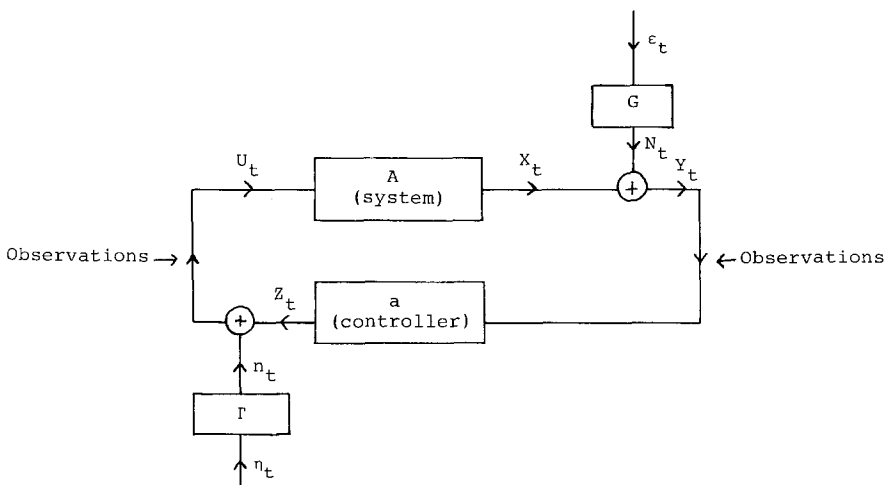 ε_t
G
N_t
U_t
A
(system)
X_t
+
Y_t
Observations
Observations
Z_t
a
(controller)
+
n_t
Γ
η_t